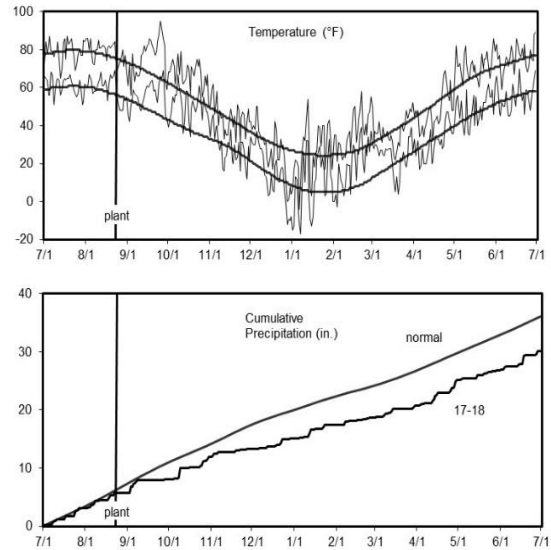 100
Temperature (°F)
80
60
40
20
0
plant
-20
7/1 8/1 9/1 10/1 11/1 12/1 1/1 2/1 3/1 4/1 5/1 6/1 7/1
40
Cumulative
Precipitation (in.)
normal
30
20
17-18
10
plant
0
7/1 8/1 9/1 10/1 11/1 12/1 1/1 2/1 3/1 4/1 5/1 6/1 7/1